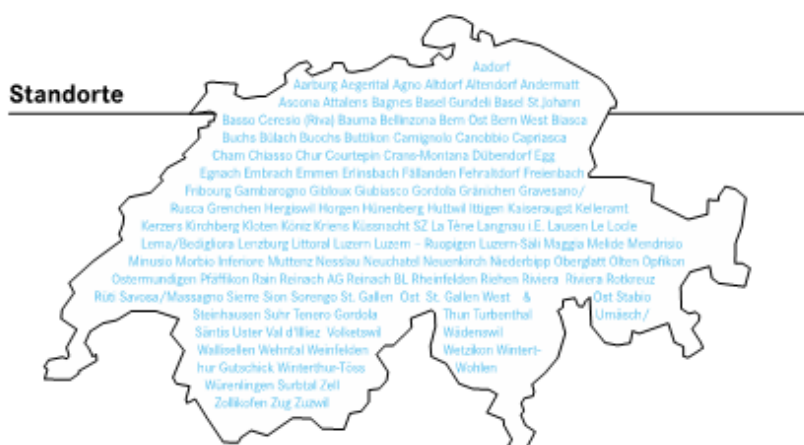 Standorte
Aadorf
Aarburg Aegerital Agno Altdorf Altendorf Andermatt
Ascona Attalens Bagnes Basel Gundeli Basel St.Johann
Basso Ceresio (Riva) Bauma Bellinzona Bern Ost Bern West Biasca
Buchs Bülach Buochs Buttikon Camignolo Canobbio Capriasca
Cham Chiasso Chur Courtepin Crans-Montana Dübendorf Egg
Egnach Embrach Emmen Erlinsbach Fällanden Fehraltdorf Freienbach
Fribourg Gambarogno Gibloux Giubiasco Gordola Gränichen Gravesano/
Rusca Grenchen Hergiswil Horgen Hünenberg Huttwil Ittigen Kaiseraugst Kelleramt
Kerzers Kirchberg Kloten Köniz Kriens Küssnacht SZ La Tène Langnau i.E. Lausen Le Locle
Lema/Bedigliora Lenzburg Littoral Luzern Luzern – Ruopigen Luzern-Säli Maggia Melide Mendrisio
Minusio Morbio Inferiore Muttenz Nesslau Neuchatel Neuenkirch Niederbipp Oberglatt Olten Opfikon
Ostermundigen Pfäffikon Rain Reinach AG Reinach BL Rheinfelden Riehen Riviera Riviera Rotkreuz
Rüti Savosa/Massagno Sierre Sion Sorengo St. Gallen Ost St. Gallen West & Ost Stabio
Steinhausen Suhr Tenero Gordola Thun Turbenthal Urnäsch/
Säntis Uster Val d'Illiez Volketswil Wädenswil
Wallisellen Wehntal Weinfelden Wetzikon Wintert-
hur Gutschick Winterthur-Töss Wohlen
Würenlingen Surbtal Zell
Zollikofen Zug Zuzwil